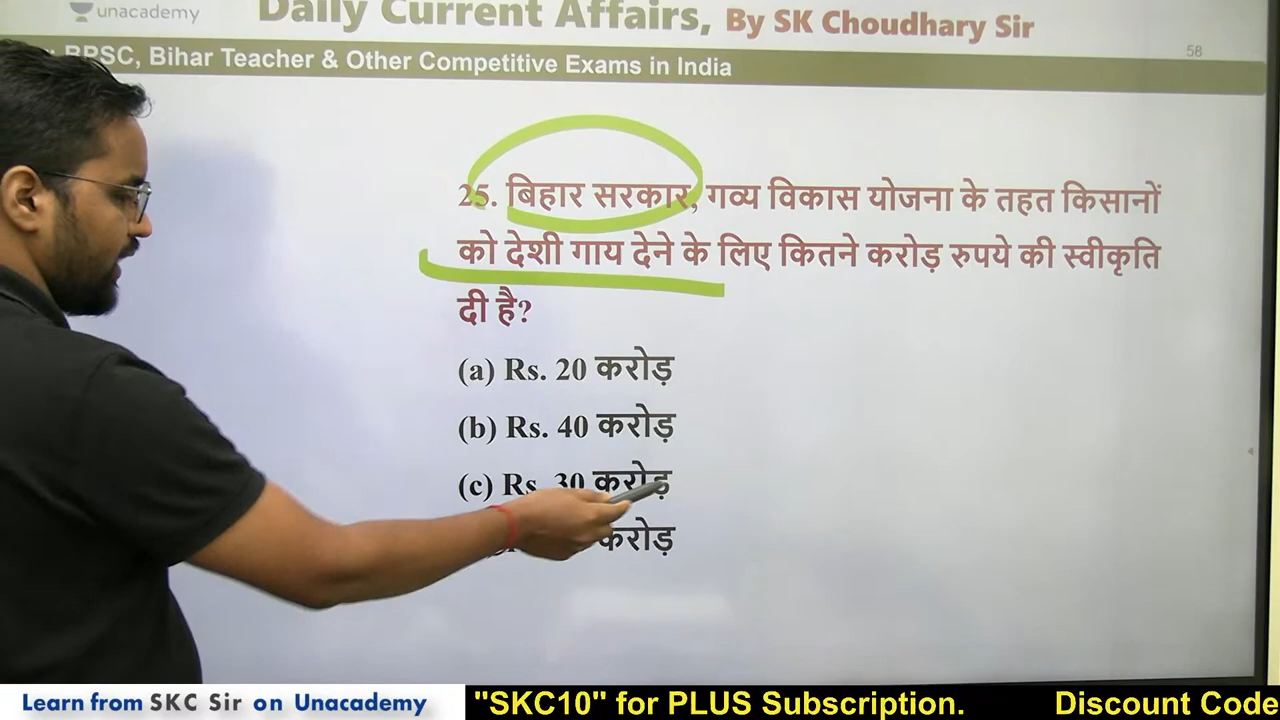 unacademy
Daily Current Affairs, By SK Choudhary Sir
BPSC, Bihar Teacher & Other Competitive Exams in India
58
25. बिहार सरकार, गव्य विकास योजना के तहत किसानों
को देशी गाय देने के लिए कितने करोड़ रुपये की स्वीकृति
दी है?
(a) Rs. 20 करोड़
(b) Rs. 40 करोड़
(c) Rs. 30 करोड़
करोड़
Learn from SKC Sir on Unacademy
"SKC10" for PLUS Subscription.
Discount Code